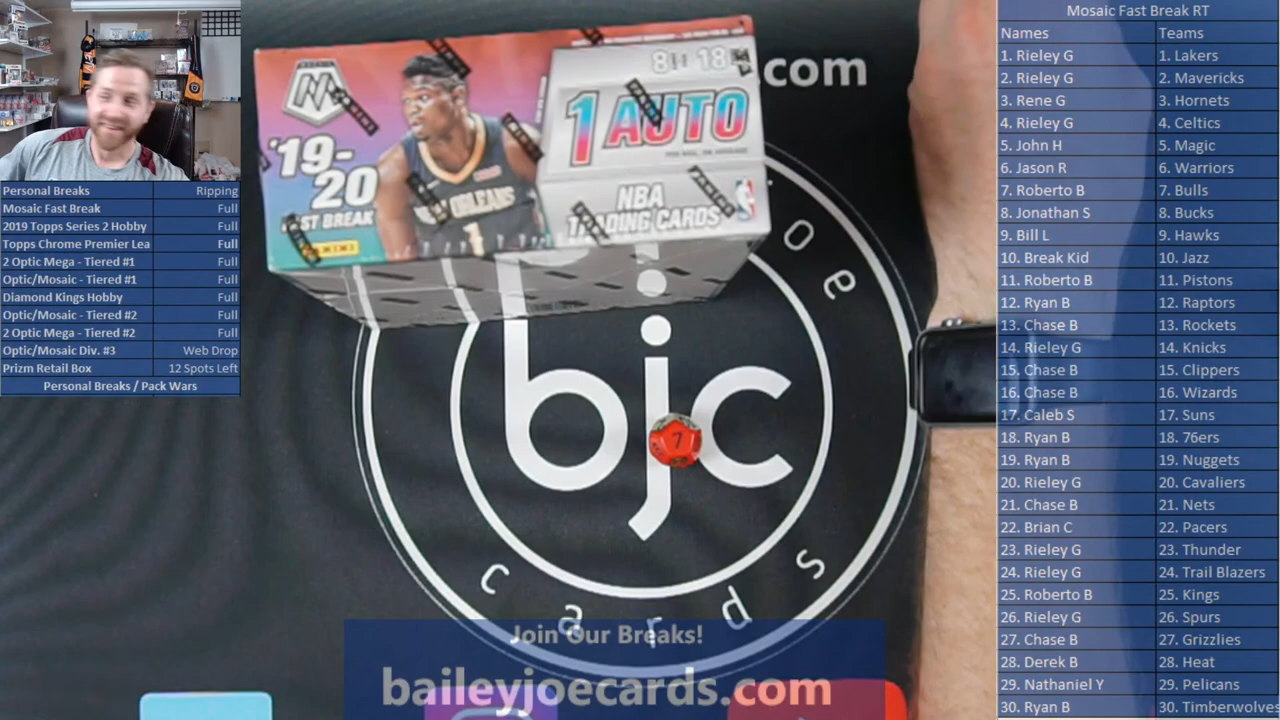 Personal Breaks Ripping
Mosaic Fast Break Full
2019 Topps Series 2 Hobby Full
Topps Chrome Premier Lea Full
2 Optic Mega - Tiered #1 Full
Optic/Mosaic - Tiered #1 Full
Diamond Kings Hobby Full
Optic/Mosaic - Tiered #2 Full
2 Optic Mega - Tiered #2 Full
Optic/Mosaic Div. #3 Web Drop
Prizm Retail Box 12 Spots Left
Personal Breaks / Pack Wars
'19-
20
FAST BREAK
PANINI
NEW ORLEANS
1
1 AUTO
NBA
TRADING CARDS
.com
bjc
o e
cards
7
Join Our Breaks!
baileyjoecards.com
Mosaic Fast Break RT
Names Teams
1. Rieley G 1. Lakers
2. Rieley G 2. Mavericks
3. Rene G 3. Hornets
4. Rieley G 4. Celtics
5. John H 5. Magic
6. Jason R 6. Warriors
7. Roberto B 7. Bulls
8. Jonathan S 8. Bucks
9. Bill L 9. Hawks
10. Break Kid 10. Jazz
11. Roberto B 11. Pistons
12. Ryan B 12. Raptors
13. Chase B 13. Rockets
14. Rieley G 14. Knicks
15. Chase B 15. Clippers
16. Chase B 16. Wizards
17. Caleb S 17. Suns
18. Ryan B 18. 76ers
19. Ryan B 19. Nuggets
20. Rieley G 20. Cavaliers
21. Chase B 21. Nets
22. Brian C 22. Pacers
23. Rieley G 23. Thunder
24. Rieley G 24. Trail Blazers
25. Roberto B 25. Kings
26. Rieley G 26. Spurs
27. Chase B 27. Grizzlies
28. Derek B 28. Heat
29. Nathaniel Y 29. Pelicans
30. Ryan B 30. Timberwolves